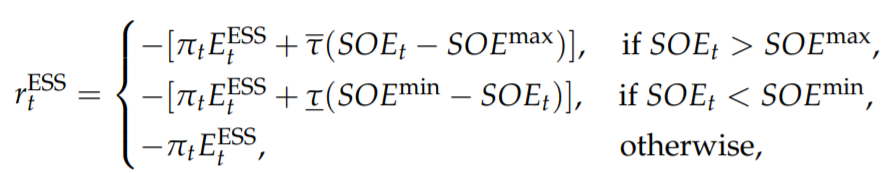 −[π_t E_t^ESS + τ̅(SOE_t − SOE^max)], if SOE_t > SOE^max,
r_t^ESS = { −[π_t E_t^ESS + τ̲(SOE^min − SOE_t)], if SOE_t < SOE^min,
−π_t E_t^ESS, otherwise,